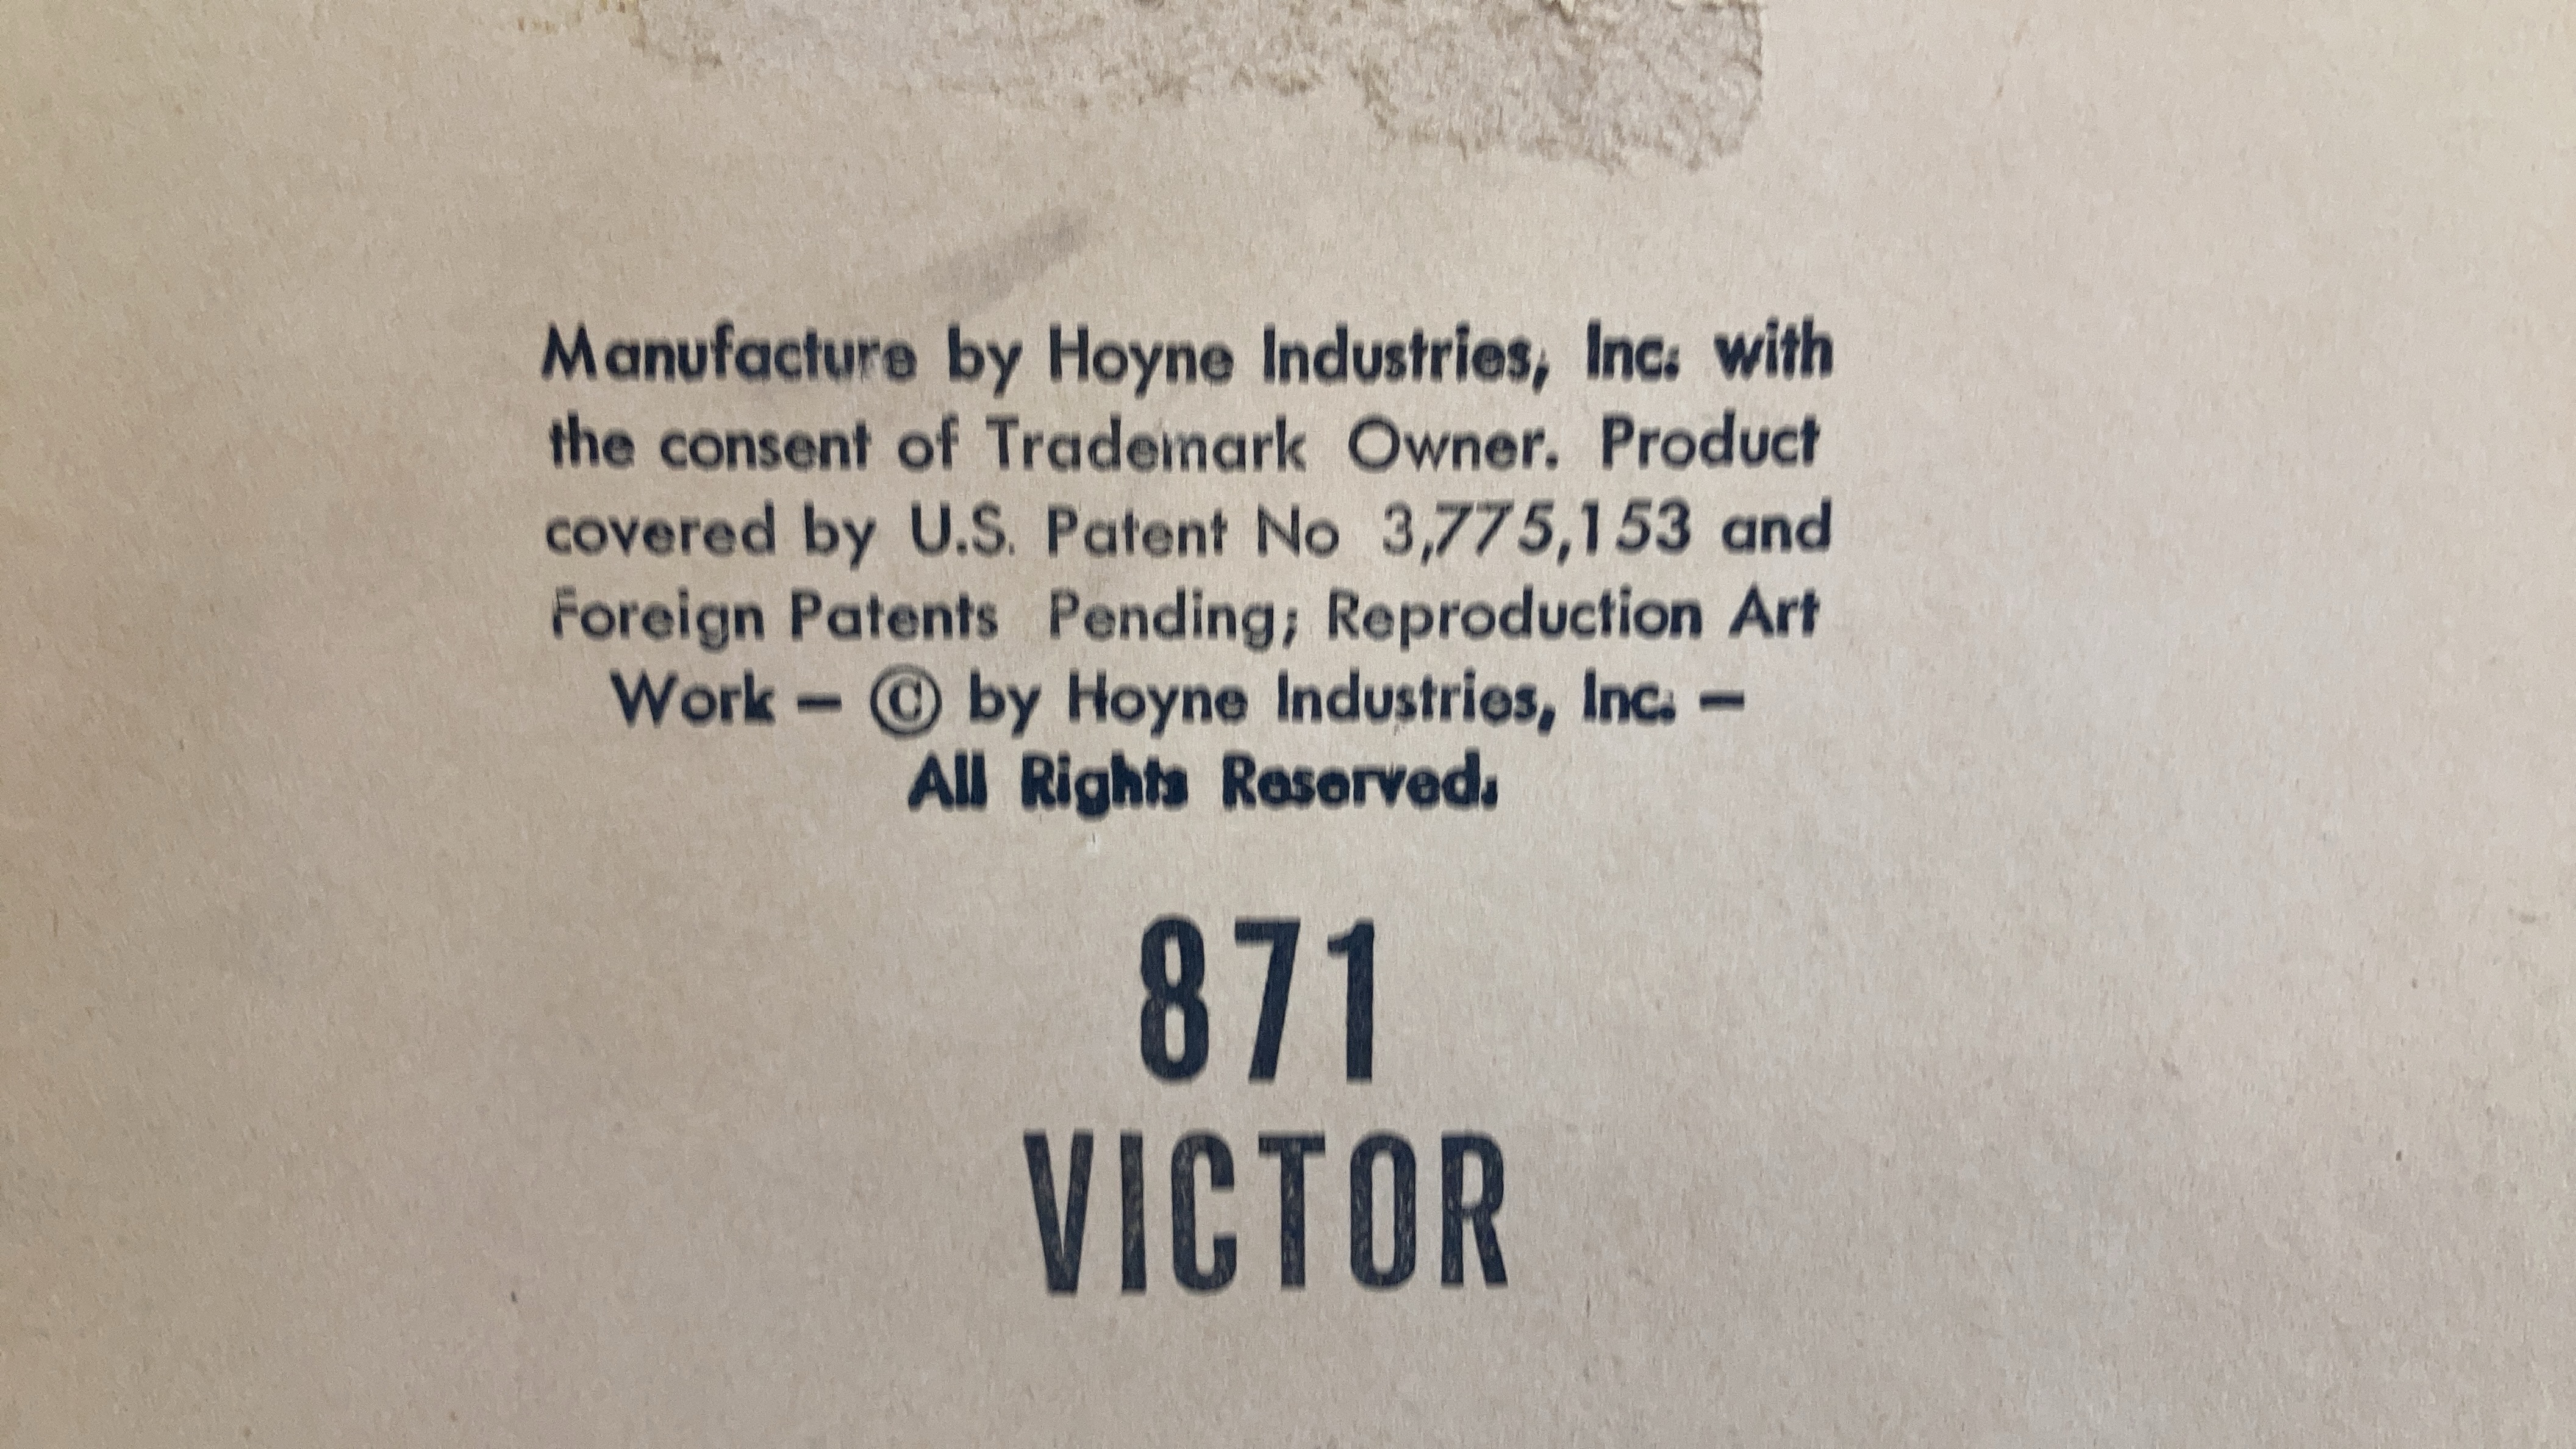 Manufacture by Hoyne Industries, Inc. with
the consent of Trademark Owner. Product
covered by U.S. Patent No 3,775,153 and
Foreign Patents Pending; Reproduction Art
Work – © by Hoyne Industries, Inc. –
All Rights Reserved.
871
VICTOR